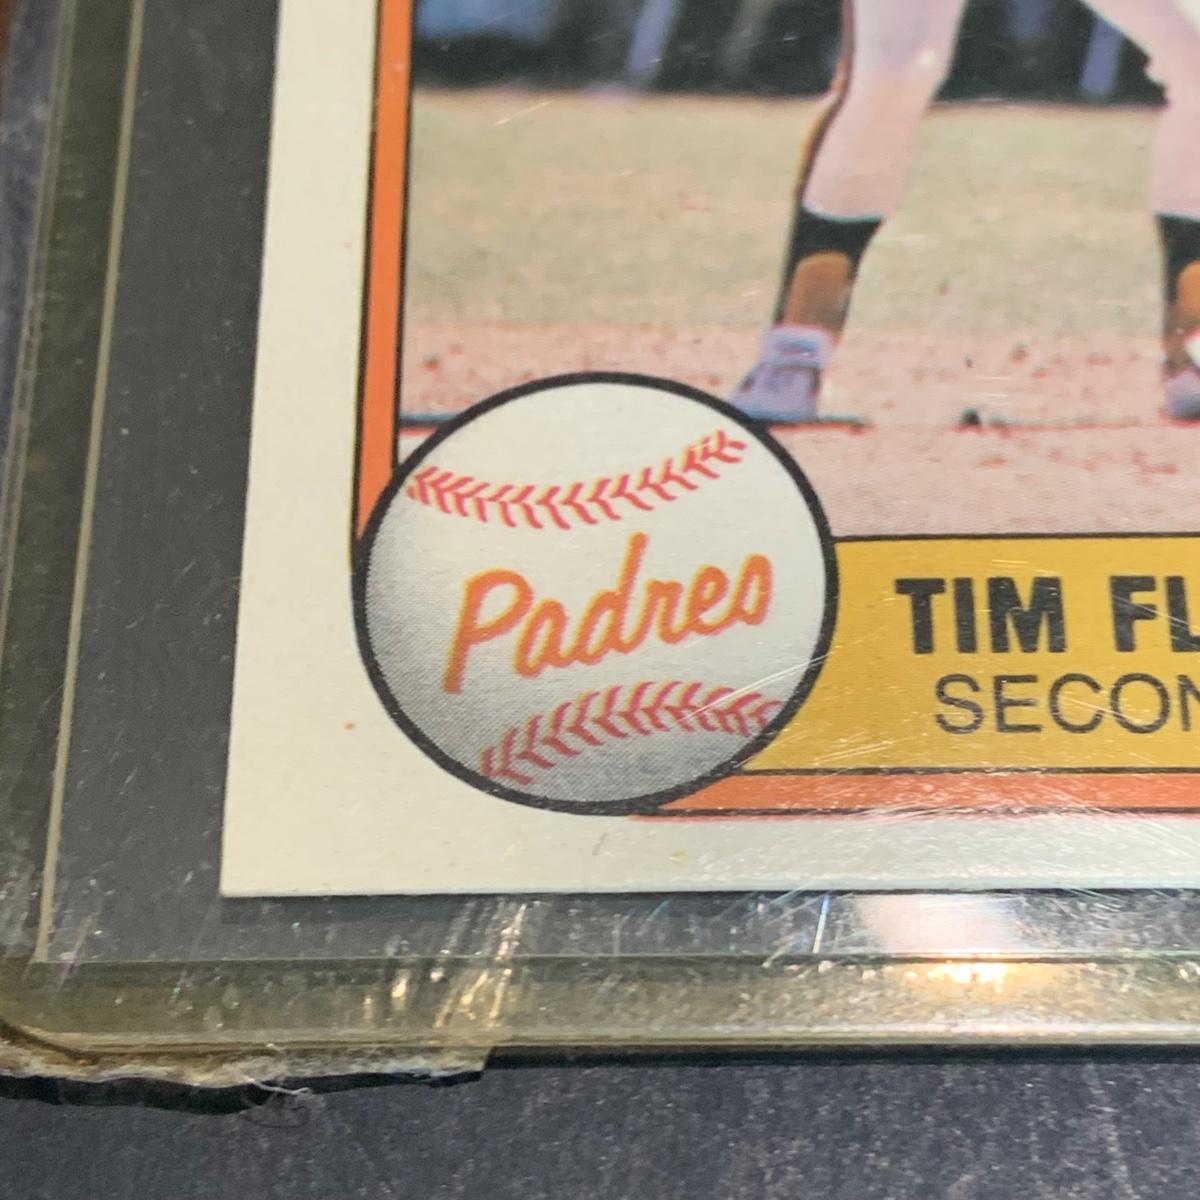 Padres
TIM FL
SECON